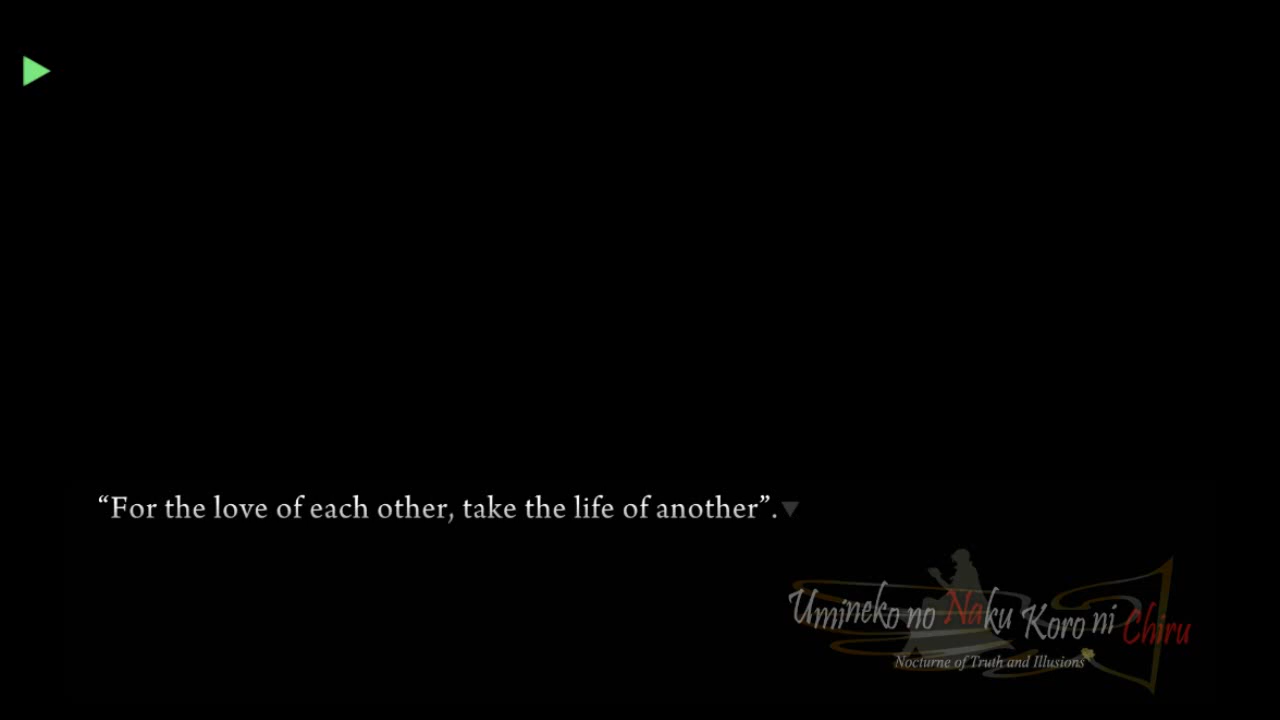 “For the love of each other, take the life of another”.
Umineko no Naku Koro ni Chiru
Nocturne of Truth and Illusions